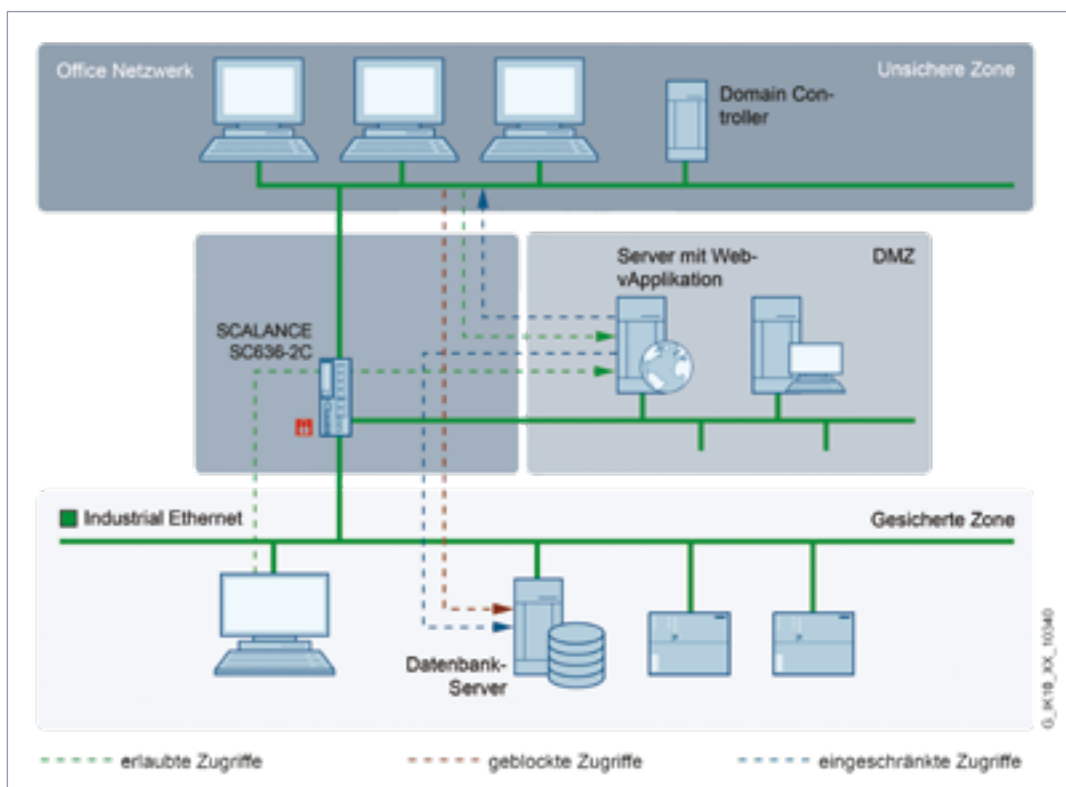 Office Netzwerk
Unsichere Zone
Domain Con-
troller
Server mit Web-
vApplikation
DMZ
SCALANCE
SC636-2C
Industrial Ethernet
Gesicherte Zone
Datenbank-
Server
G_IK10_XX_10340
erlaubte Zugriffe
geblockte Zugriffe
eingeschränkte Zugriffe